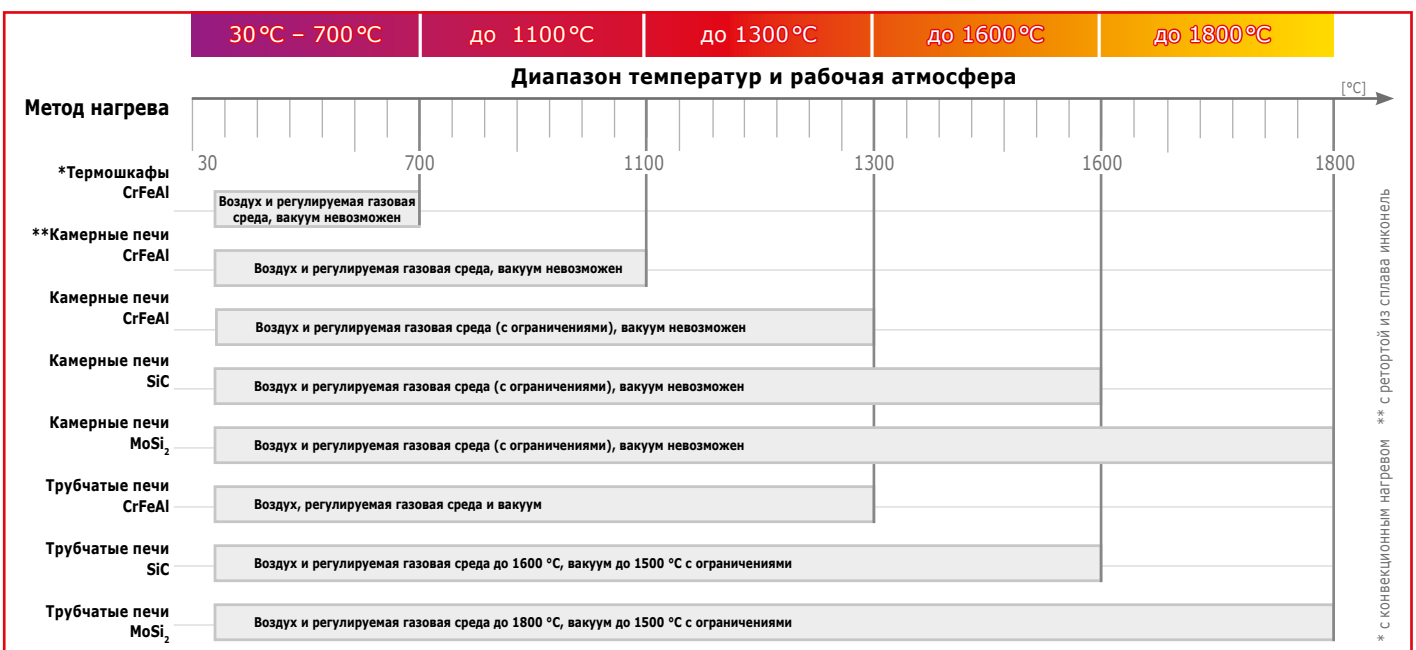 30 °C – 700 °C
до 1100 °C
до 1300 °C
до 1600 °C
до 1800 °C
Диапазон температур и рабочая атмосфера
[°C]
Метод нагрева
30
700
1100
1300
1600
1800
*Термошкафы
CrFeAl
Воздух и регулируемая газовая
среда, вакуум невозможен
**Камерные печи
CrFeAl
Воздух и регулируемая газовая среда, вакуум невозможен
Камерные печи
CrFeAl
Воздух и регулируемая газовая среда (с ограничениями), вакуум невозможен
Камерные печи
SiC
Воздух и регулируемая газовая среда (с ограничениями), вакуум невозможен
Камерные печи
MoSi₂
Воздух и регулируемая газовая среда (с ограничениями), вакуум невозможен
Трубчатые печи
CrFeAl
Воздух, регулируемая газовая среда и вакуум
Трубчатые печи
SiC
Воздух и регулируемая газовая среда до 1600 °C, вакуум до 1500 °C с ограничениями
Трубчатые печи
MoSi₂
Воздух и регулируемая газовая среда до 1800 °C, вакуум до 1500 °C с ограничениями
* с конвекционным нагревом ** с ретортой из сплава инконель